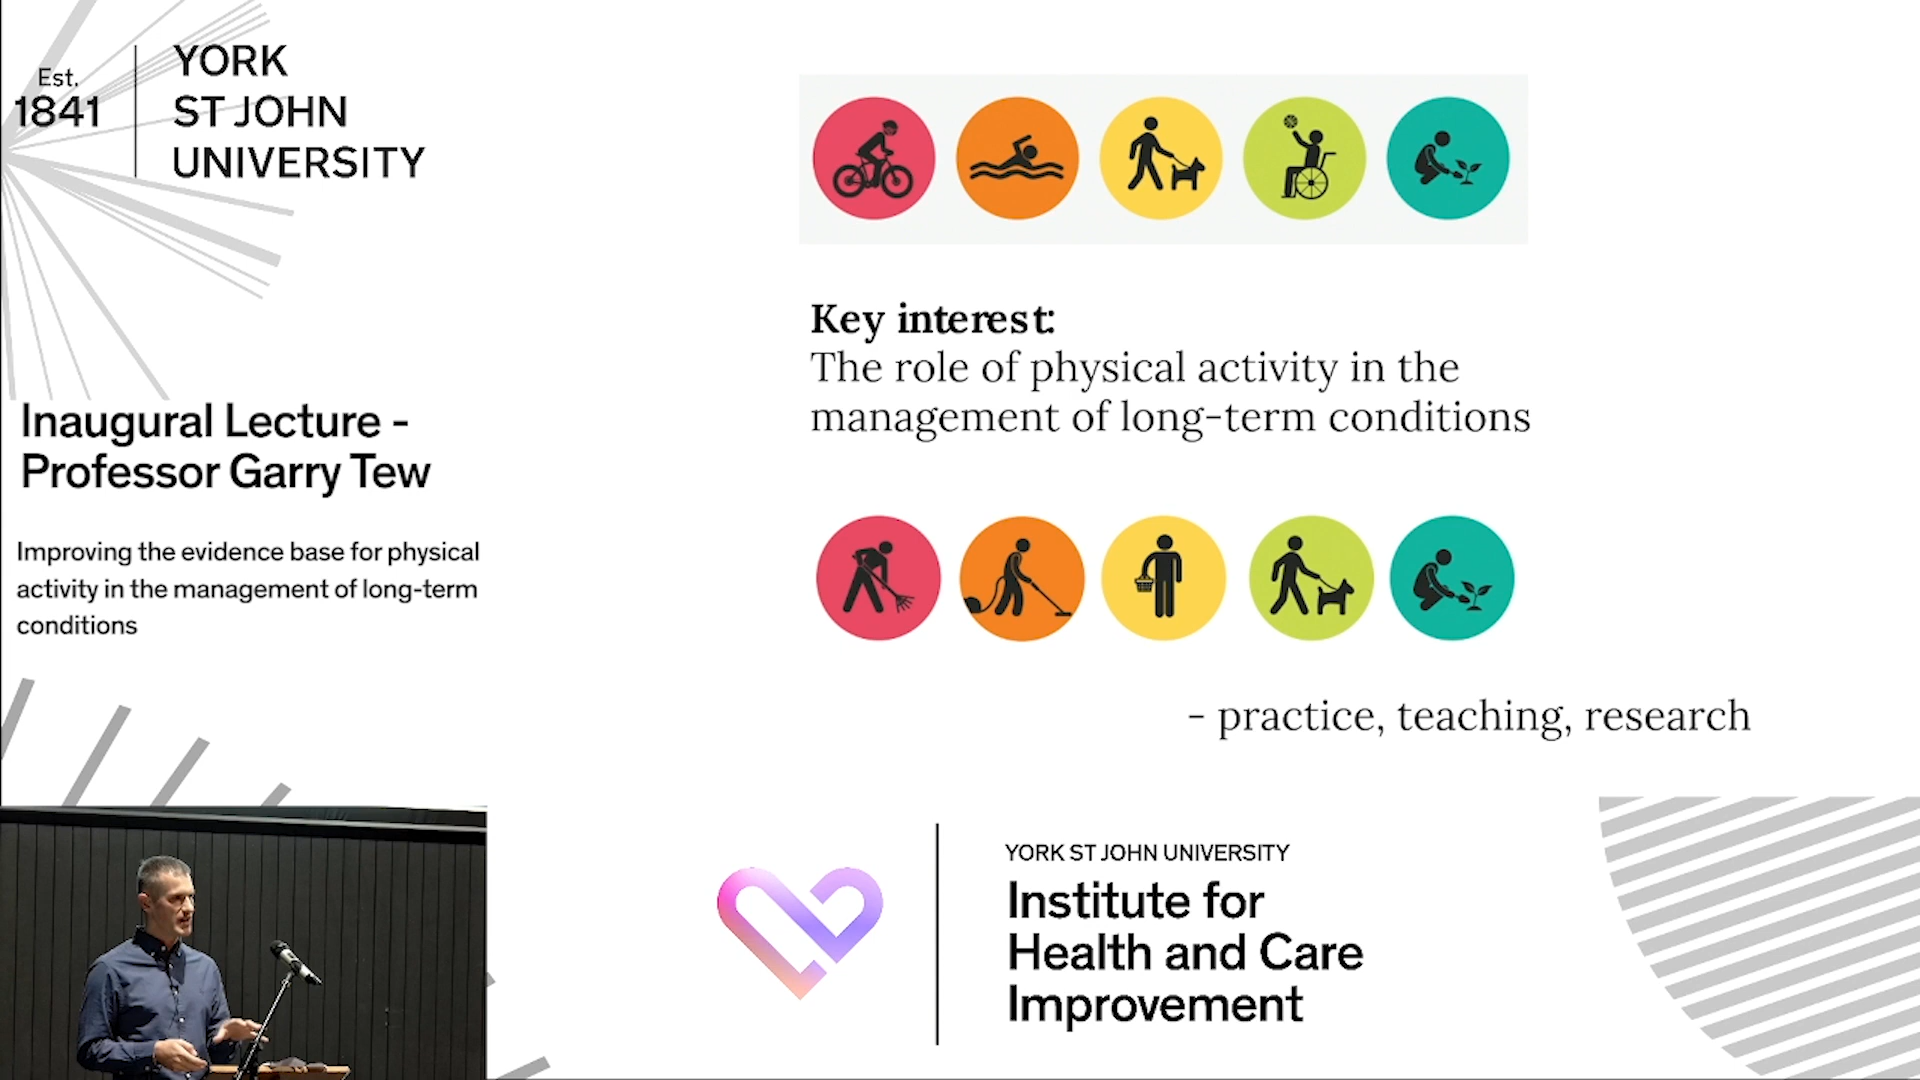 Est.
1841
YORK
ST JOHN
UNIVERSITY
Inaugural Lecture -
Professor Garry Tew
Improving the evidence base for physical
activity in the management of long-term
conditions
Key interest:
The role of physical activity in the
management of long-term conditions
- practice, teaching, research
YORK ST JOHN UNIVERSITY
Institute for
Health and Care
Improvement